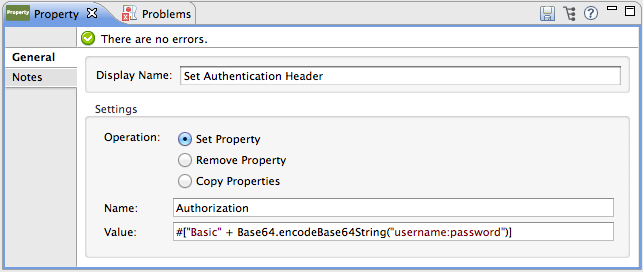 Property Property Problems
There are no errors.
General
Notes
Display Name: Set Authentication Header
Settings
Operation: Set Property
Remove Property
Copy Properties
Name: Authorization
Value: #["Basic" + Base64.encodeBase64String("username:password")]